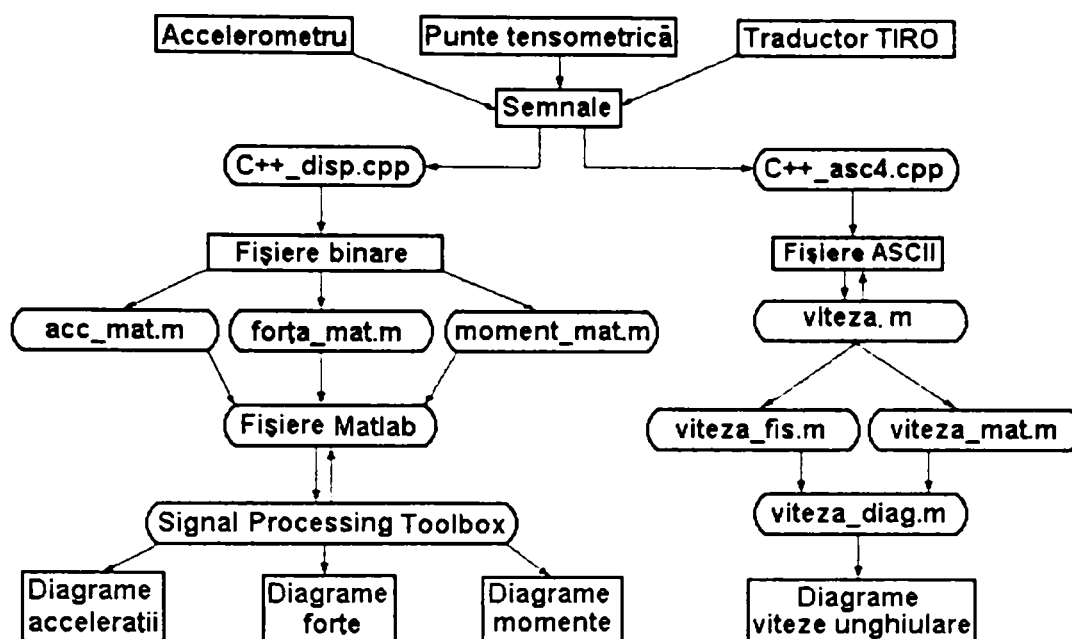 Accelerometru
Punte tensometrică
Traductor TIRO
Semnale
C++_disp.cpp
C++_asc4.cpp
Fişiere binare
Fişiere ASCII
acc_mat.m
forţa_mat.m
moment_mat.m
viteza.m
Fişiere Matlab
viteza_fis.m
viteza_mat.m
Signal Processing Toolbox
viteza_diag.m
Diagrame
acceleratii
Diagrame
forţe
Diagrame
momente
Diagrame
viteze unghiulare